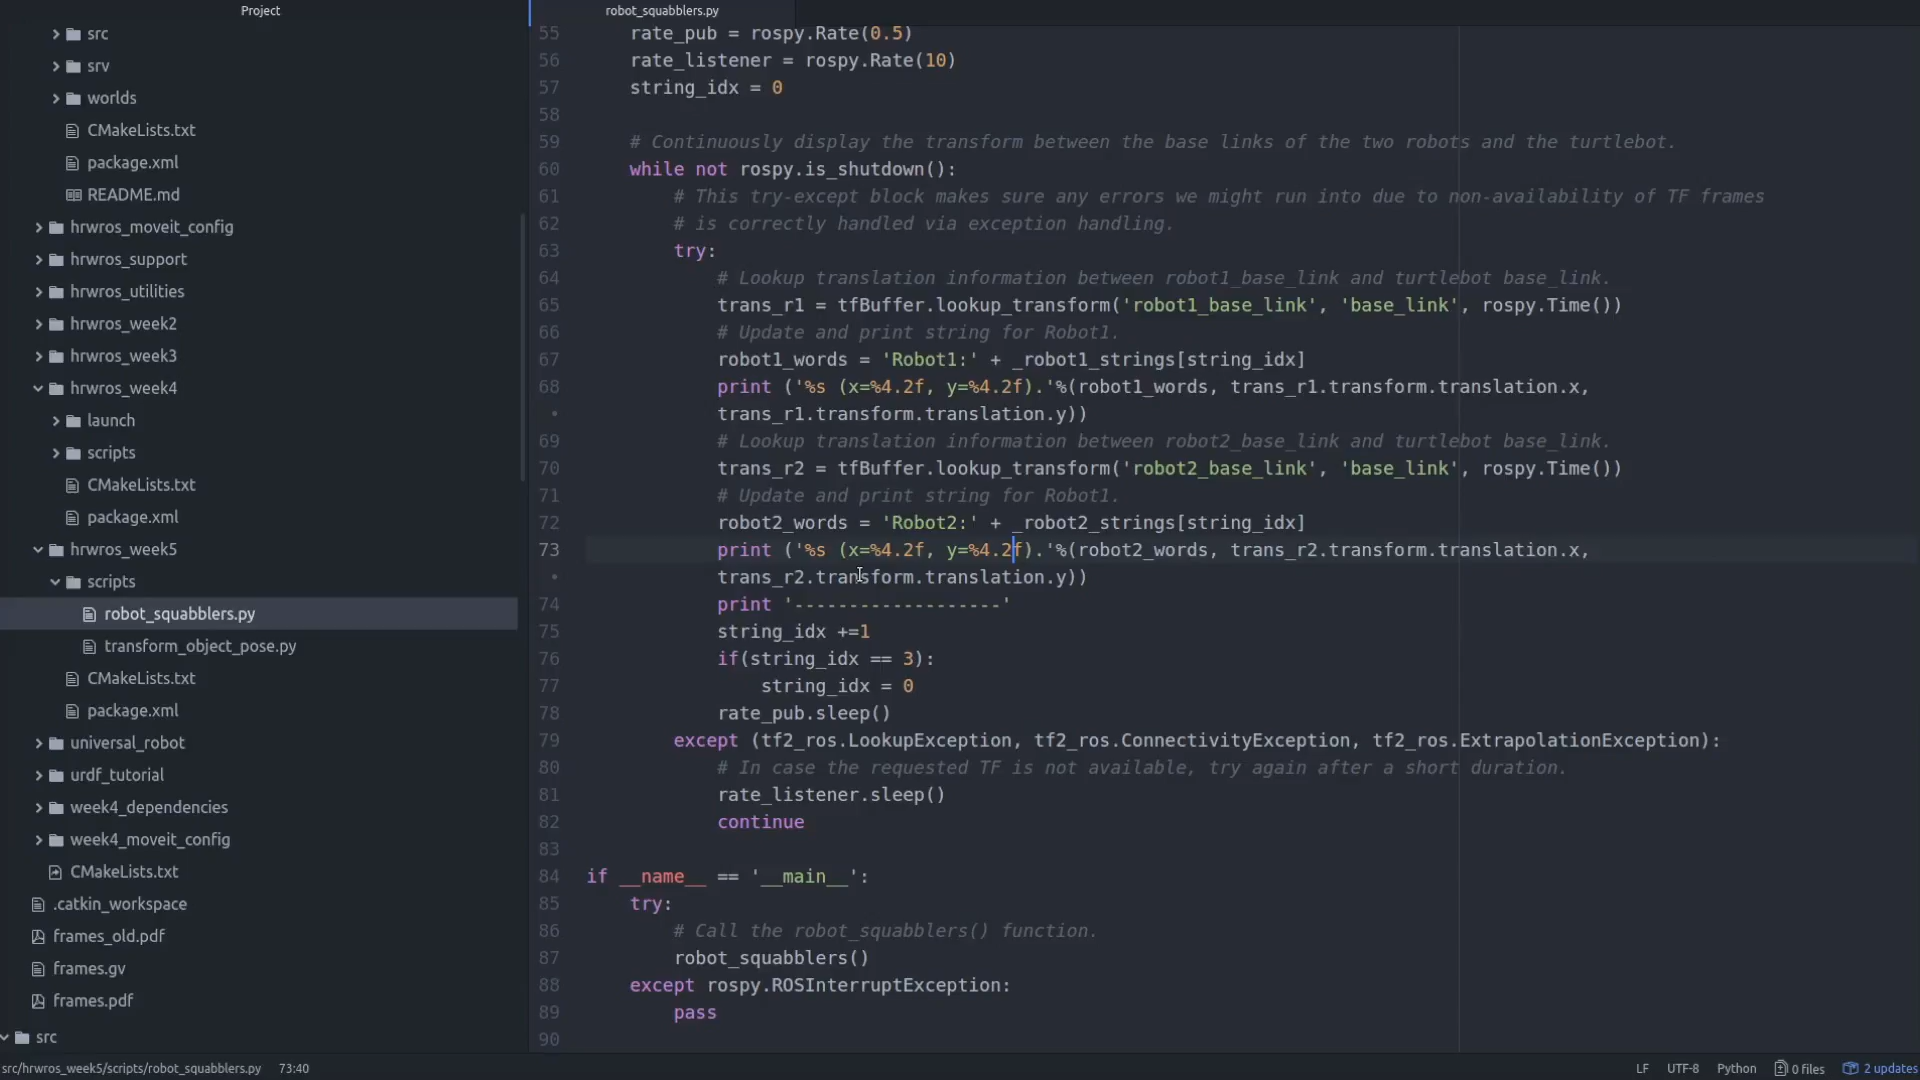 Project
src
srv
worlds
CMakeLists.txt
package.xml
README.md
hrwros_moveit_config
hrwros_support
hrwros_utilities
hrwros_week2
hrwros_week3
hrwros_week4
launch
scripts
CMakeLists.txt
package.xml
hrwros_week5
scripts
robot_squabblers.py
transform_object_pose.py
CMakeLists.txt
package.xml
universal_robot
urdf_tutorial
week4_dependencies
week4_moveit_config
CMakeLists.txt
.catkin_workspace
frames_old.pdf
frames.gv
frames.pdf
src
robot_squabblers.py
55 rate_pub = rospy.Rate(0.5)
56 rate_listener = rospy.Rate(10)
57 string_idx = 0
58
59 # Continuously display the transform between the base links of the two robots and the turtlebot.
60 while not rospy.is_shutdown():
61 # This try-except block makes sure any errors we might run into due to non-availability of TF frames
62 # is correctly handled via exception handling.
63 try:
64 # Lookup translation information between robot1_base_link and turtlebot base_link.
65 trans_r1 = tfBuffer.lookup_transform('robot1_base_link', 'base_link', rospy.Time())
66 # Update and print string for Robot1.
67 robot1_words = 'Robot1:' + _robot1_strings[string_idx]
68 print ('%s (x=%4.2f, y=%4.2f).'%(robot1_words, trans_r1.transform.translation.x,
• trans_r1.transform.translation.y))
69 # Lookup translation information between robot2_base_link and turtlebot base_link.
70 trans_r2 = tfBuffer.lookup_transform('robot2_base_link', 'base_link', rospy.Time())
71 # Update and print string for Robot1.
72 robot2_words = 'Robot2:' + _robot2_strings[string_idx]
73 print ('%s (x=%4.2f, y=%4.2f).'%(robot2_words, trans_r2.transform.translation.x,
• trans_r2.transform.translation.y))
74 print '-------------------'
75 string_idx +=1
76 if(string_idx == 3):
77 string_idx = 0
78 rate_pub.sleep()
79 except (tf2_ros.LookupException, tf2_ros.ConnectivityException, tf2_ros.ExtrapolationException):
80 # In case the requested TF is not available, try again after a short duration.
81 rate_listener.sleep()
82 continue
83
84 if __name__ == '__main__':
85 try:
86 # Call the robot_squabblers() function.
87 robot_squabblers()
88 except rospy.ROSInterruptException:
89 pass
90
src/hrwros_week5/scripts/robot_squabblers.py 73:40 LF UTF-8 Python 0 files 2 updates